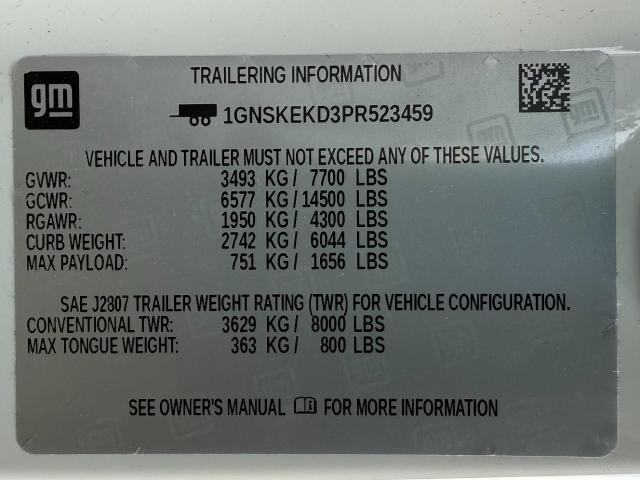 gm
TRAILERING INFORMATION
1GNSKEKD3PR523459
VEHICLE AND TRAILER MUST NOT EXCEED ANY OF THESE VALUES.
GVWR: 3493 KG / 7700 LBS
GCWR: 6577 KG / 14500 LBS
RGAWR: 1950 KG / 4300 LBS
CURB WEIGHT: 2742 KG / 6044 LBS
MAX PAYLOAD: 751 KG / 1656 LBS
SAE J2807 TRAILER WEIGHT RATING (TWR) FOR VEHICLE CONFIGURATION.
CONVENTIONAL TWR: 3629 KG / 8000 LBS
MAX TONGUE WEIGHT: 363 KG / 800 LBS
SEE OWNER'S MANUAL FOR MORE INFORMATION